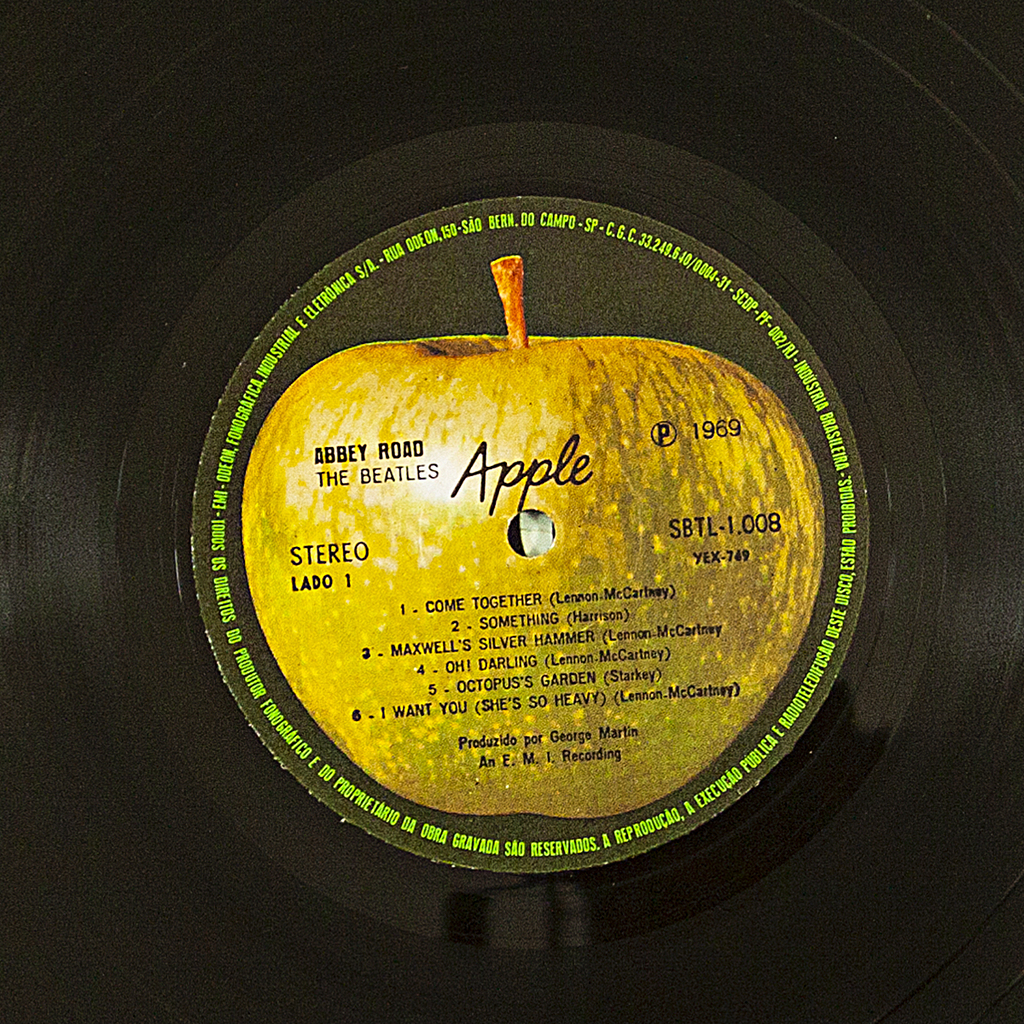 SOMOS - EMI - ODEON, FONOGRÁFICA, INDUSTRIAL E ELETRÔNICA S/A. - RUA ODEON, 150 - SÃO BERN. DO CAMPO - SP - C.G.C. 33.249.640/0004-31 - SCDP - PF - 002/RJ - INDÚSTRIA BRASILEIRA -
ABBEY ROAD
THE BEATLES
Apple
Ⓟ 1969
STEREO
LADO 1
SBTL-1.008
YEX-749
1 - COME TOGETHER (Lennon-McCartney)
2 - SOMETHING (Harrison)
3 - MAXWELL'S SILVER HAMMER (Lennon-McCartney
4 - OH! DARLING (Lennon-McCartney)
5 - OCTOPUS'S GARDEN (Starkey)
6 - I WANT YOU (SHE'S SO HEAVY) (Lennon-McCartney)
Produzido por George Martin
An E. M. I. Recording
DIREITOS DO PRODUTOR FONOGRÁFICO E DO PROPRIETÁRIO DA OBRA GRAVADA SÃO RESERVADOS. A REPRODUÇÃO, A EXECUÇÃO PÚBLICA E RADIOTELEDIFUSÃO DESTE DISCO, ESTÃO PROIBIDAS.